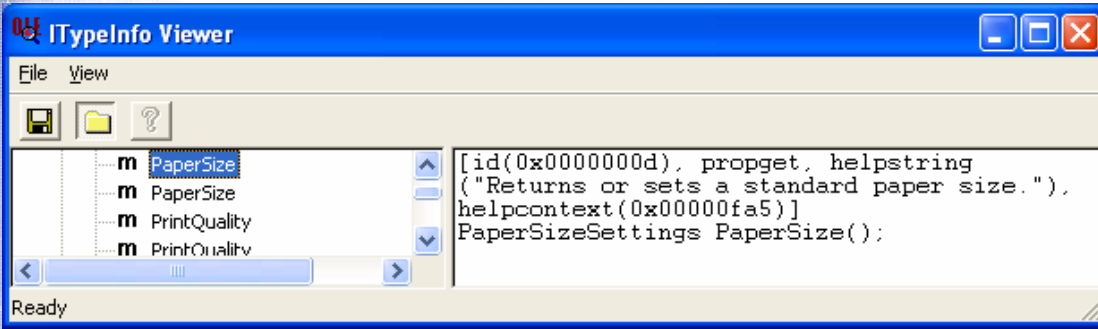 ITypeInfo Viewer
File View
PaperSize
PaperSize
PrintQuality
PrintQuality
[id(0x0000000d), propget, helpstring
("Returns or sets a standard paper size."),
helpcontext(0x00000fa5)]
PaperSizeSettings PaperSize();
Ready